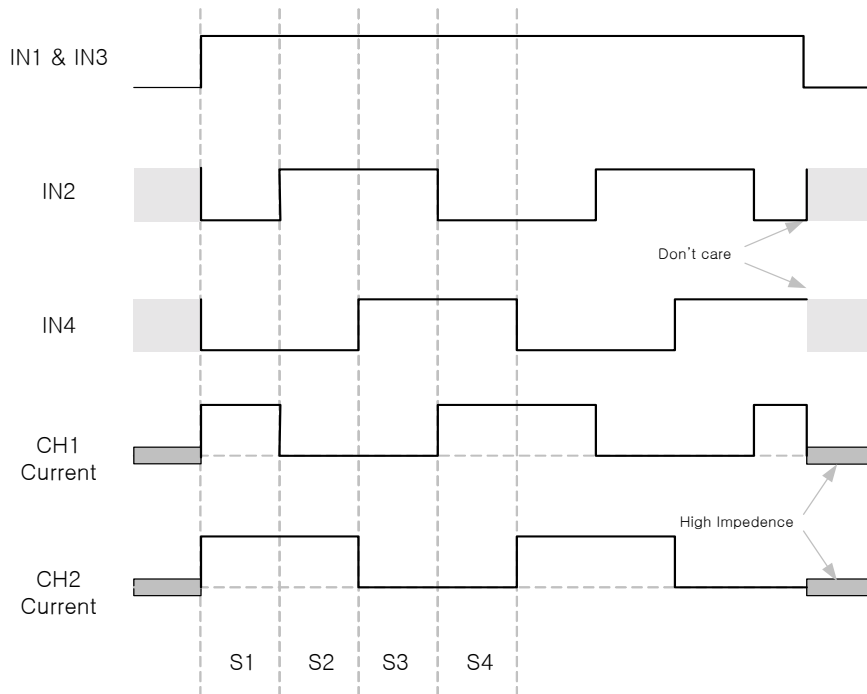 IN1 & IN3
IN2
Don't care
IN4
CH1
Current
High Impedence
CH2
Current
S1 S2 S3 S4